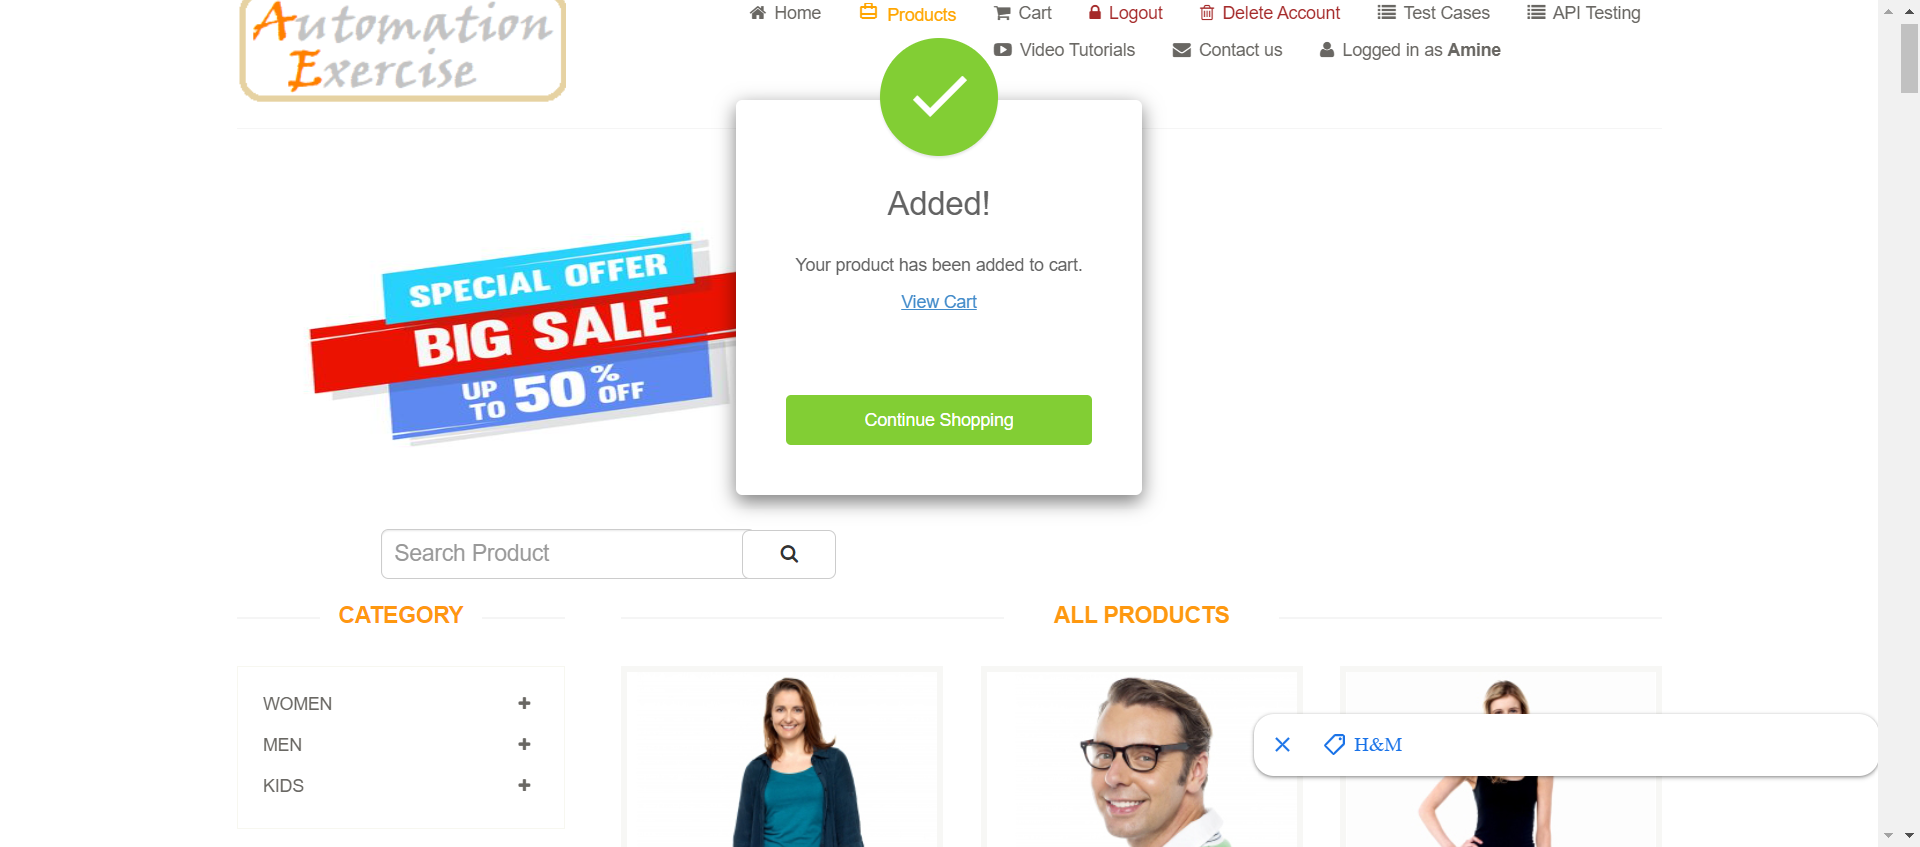 Automation
Exercise
Home
Products
Cart
Logout
Delete Account
Test Cases
API Testing
Video Tutorials
Contact us
Logged in as Amine
Added!
Your product has been added to cart.
View Cart
Continue Shopping
SPECIAL OFFER
BIG SALE
UP TO 50% OFF
Search Product
CATEGORY
ALL PRODUCTS
WOMEN
MEN
KIDS
H&M